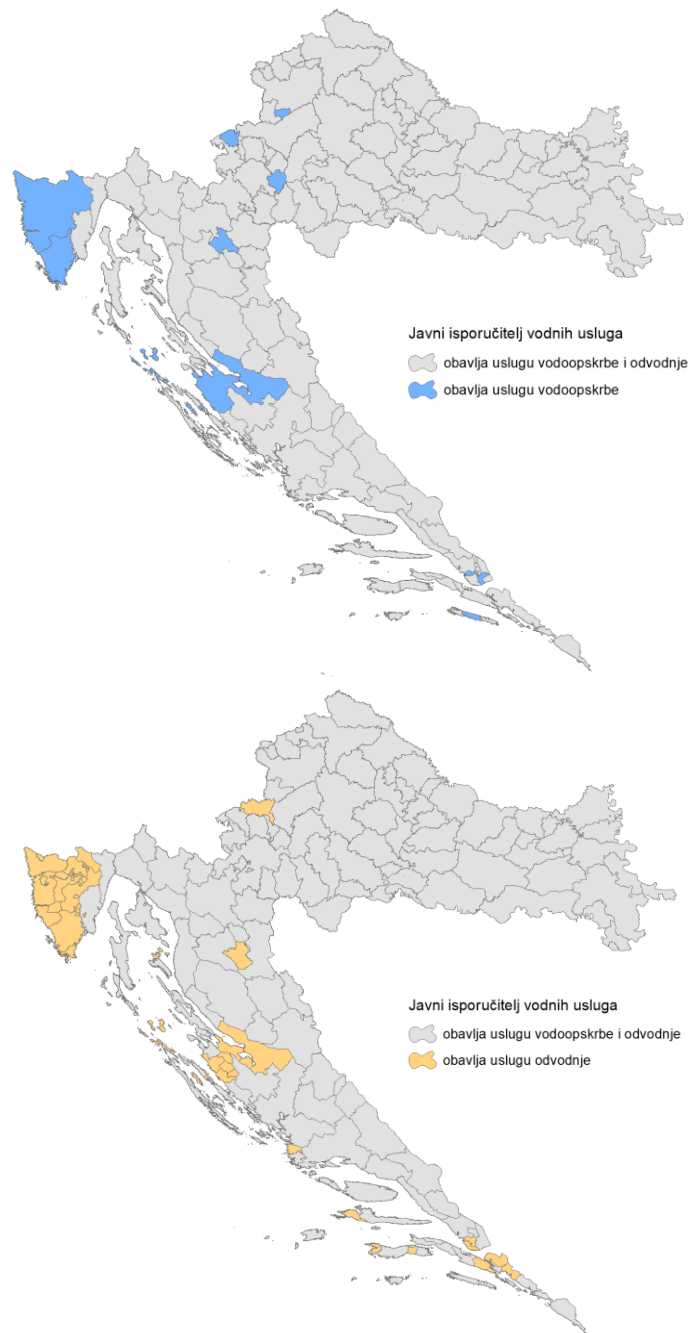 Javni isporučitelj vodnih usluga
obavlja uslugu vodoopskrbe i odvodnje
obavlja uslugu vodoopskrbe
Javni isporučitelj vodnih usluga
obavlja uslugu vodoopskrbe i odvodnje
obavlja uslugu odvodnje